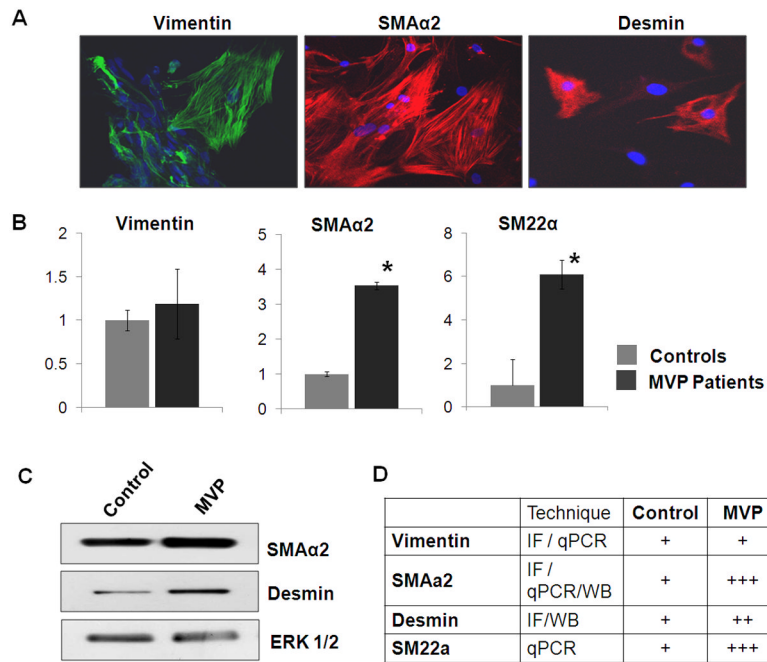 A
Vimentin SMAα2 Desmin
B
Vimentin
2
1.5
1
0.5
0
SMAα2
5
4
3
2
1
0
*
SM22α
8
6
4
2
0
*
Controls
MVP Patients
C
Control MVP
SMAα2
Desmin
ERK 1/2
D
Technique Control MVP
Vimentin IF / qPCR + +
SMAa2 IF / qPCR/WB + +++
Desmin IF/WB + ++
SM22a qPCR + +++